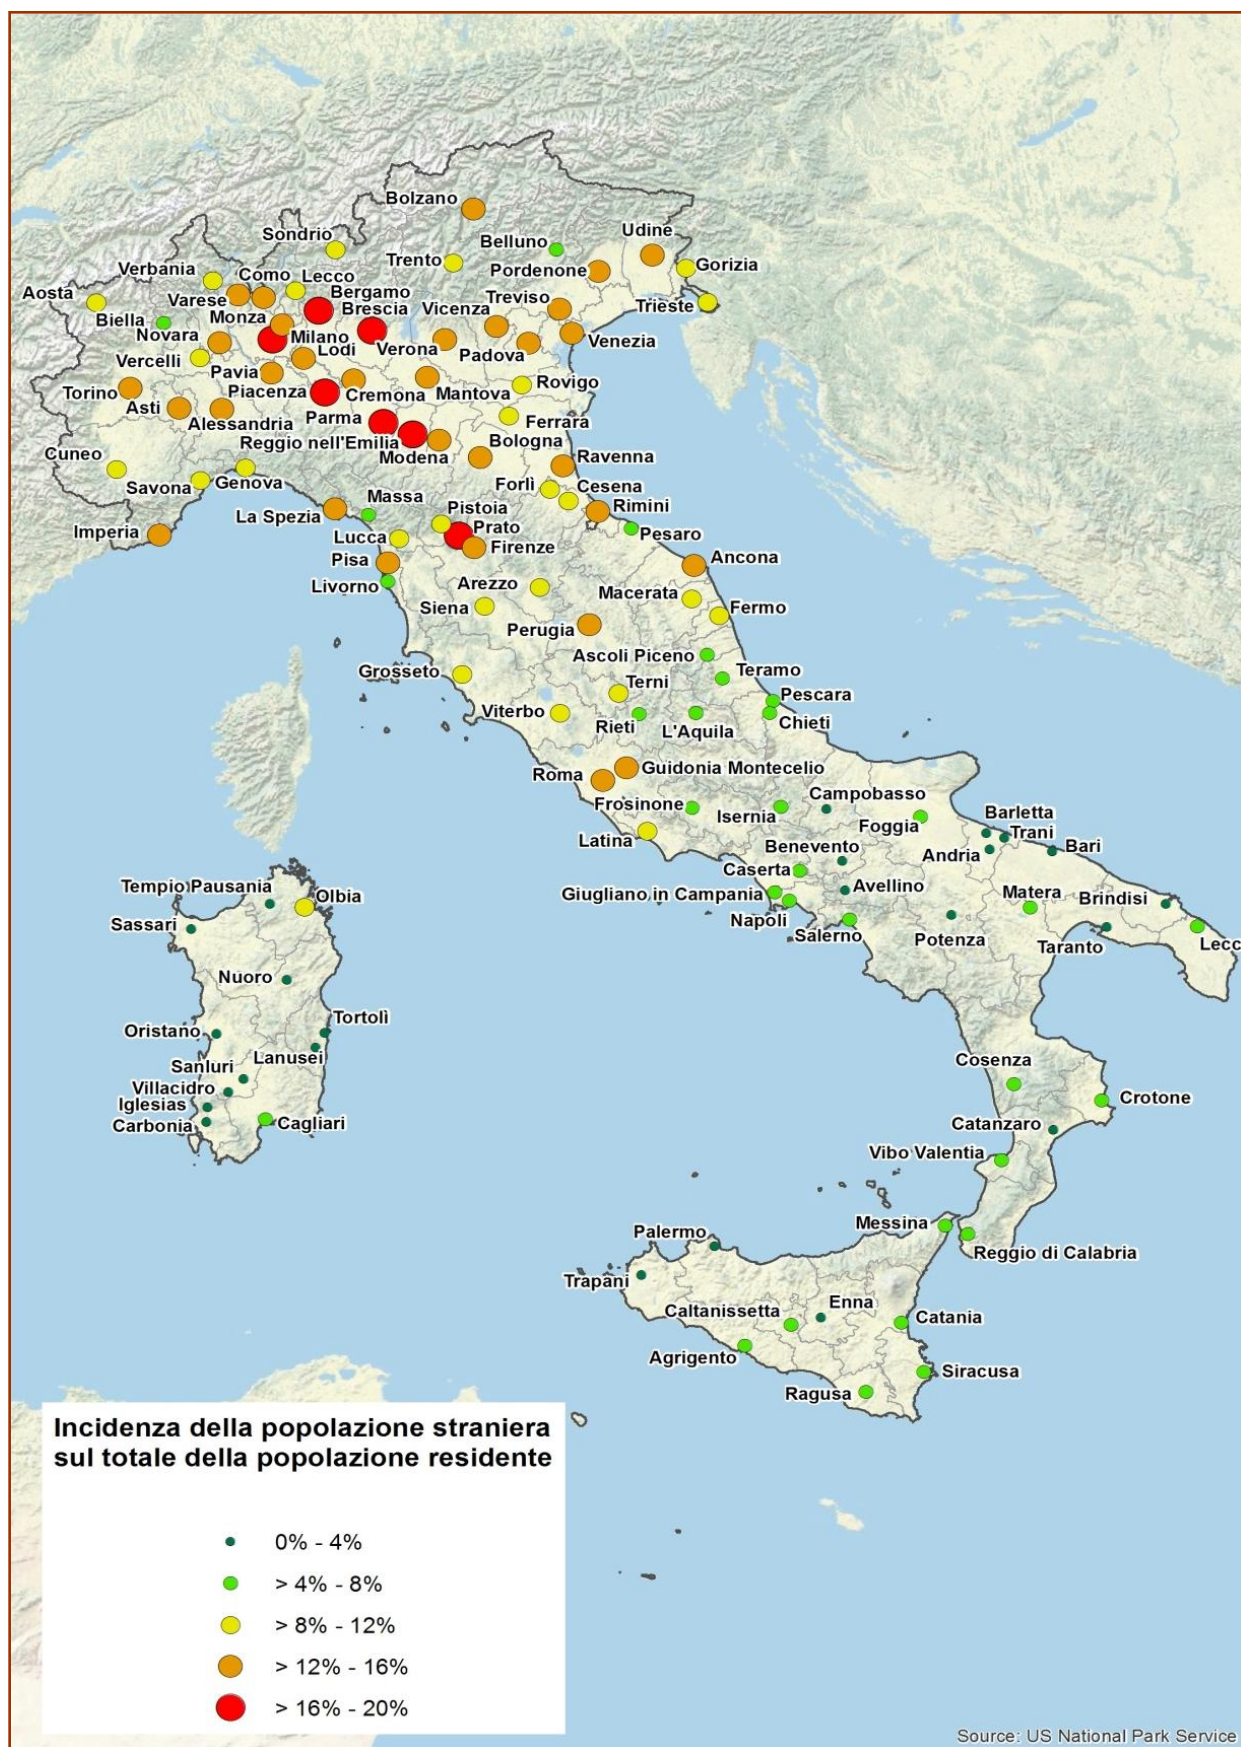 Bolzano
Udine
Sondrio
Belluno
Trento
Pordenone
Gorizia
Verbania
Como
Lecco
Aosta
Varese
Bergamo
Vicenza
Treviso
Trieste
Biella
Monza
Brescia
Novara
Milano
Verona
Padova
Venezia
Vercelli
Lodi
Pavia
Torino
Piacenza
Cremona
Mantova
Rovigo
Asti
Alessandria
Parma
Ferrara
Reggio nell'Emilia
Bologna
Cuneo
Modena
Ravenna
Savona
Genova
Forlì
Cesena
Massa
Pistoia
Rimini
La Spezia
Imperia
Prato
Pesaro
Lucca
Firenze
Pisa
Ancona
Livorno
Arezzo
Macerata
Siena
Fermo
Perugia
Ascoli Piceno
Grosseto
Teramo
Terni
Pescara
Viterbo
Rieti
L'Aquila
Chieti
Roma
Guidonia Montecelio
Frosinone
Campobasso
Isernia
Barletta
Latina
Foggia
Trani
Benevento
Andria
Bari
Caserta
Tempio Pausania
Olbia
Giugliano in Campania
Avellino
Matera
Brindisi
Sassari
Napoli
Salerno
Potenza
Taranto
Lecc
Nuoro
Tortolì
Oristano
Lanusei
Sanluri
Cosenza
Villacidro
Iglesias
Crotone
Carbonia
Cagliari
Catanzaro
Vibo Valentia
Messina
Palermo
Reggio di Calabria
Trapani
Enna
Caltanissetta
Catania
Agrigento
Siracusa
Ragusa
Incidenza della popolazione straniera
sul totale della popolazione residente
0% - 4%
> 4% - 8%
> 8% - 12%
> 12% - 16%
> 16% - 20%
Source: US National Park Service